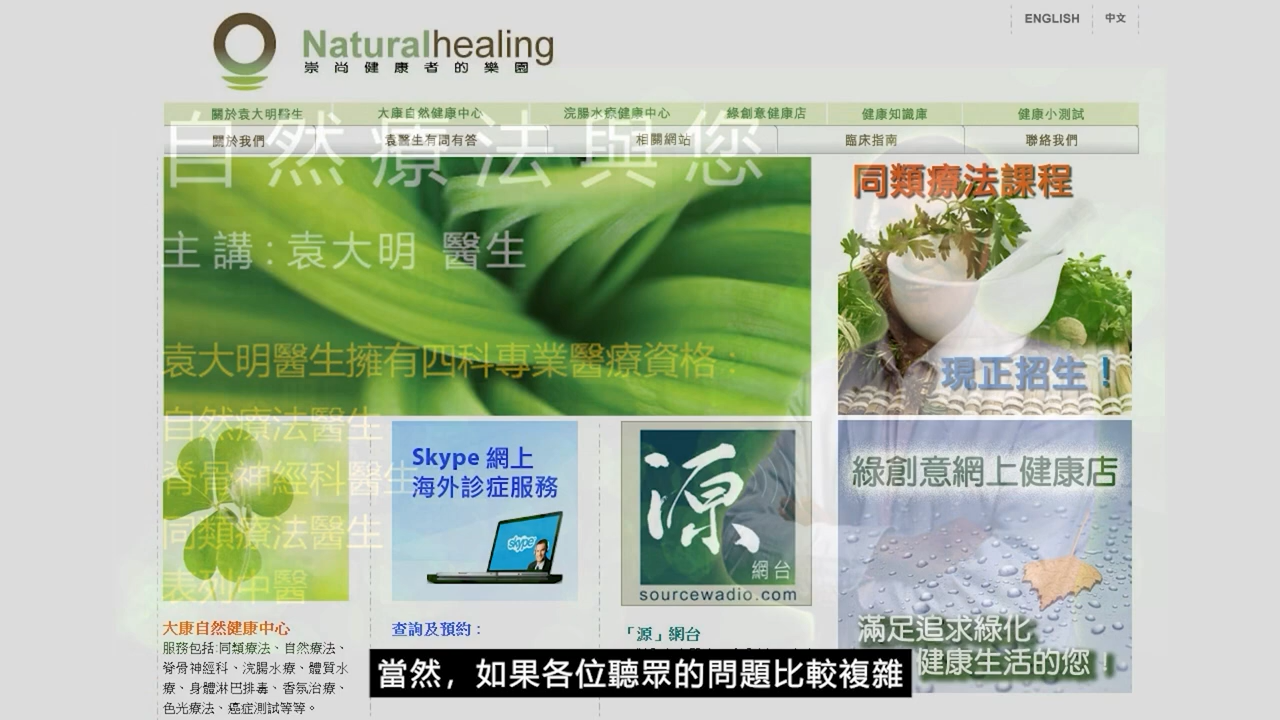 ENGLISH
中文
Naturalhealing
崇尚健康者的樂園
關於袁大明醫生
大康自然健康中心
浣腸水療健康中心
綠創意健康店
健康知識庫
健康小測試
關於我們
袁醫生有問有答
相關網站
臨床指南
聯絡我們
自然療法與您
主講:袁大明 醫生
袁大明醫生擁有四科專業醫療資格:
自然療法醫生
脊骨神經科醫生
同類療法醫生
表列中醫
同類療法課程
現正招生!
Skype 網上
海外診症服務
skype
源
網台
sourcewadio.com
綠創意網上健康店
滿足追求綠化
健康生活的您!
大康自然健康中心
服務包括:同類療法、自然療法、
脊骨神經科、浣腸水療、體質水
療、身體淋巴排毒、香氛治療、
色光療法、癌症測試等等。
查詢及預約:
「源」網台
當然，如果各位聽眾的問題比較複雜